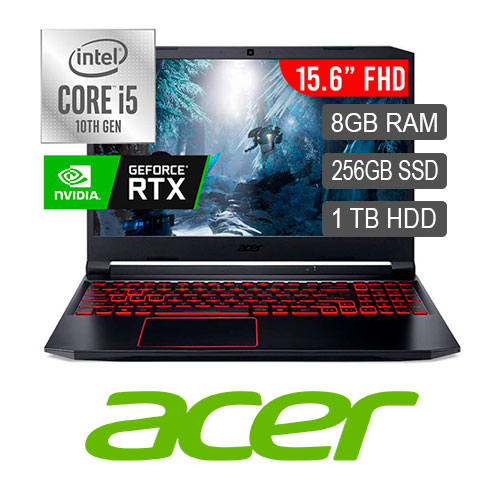 intel
CORE i5
10TH GEN
15.6” FHD
8GB RAM
256GB SSD
1 TB HDD
NVIDIA
GEFORCE
RTX
acer
acer